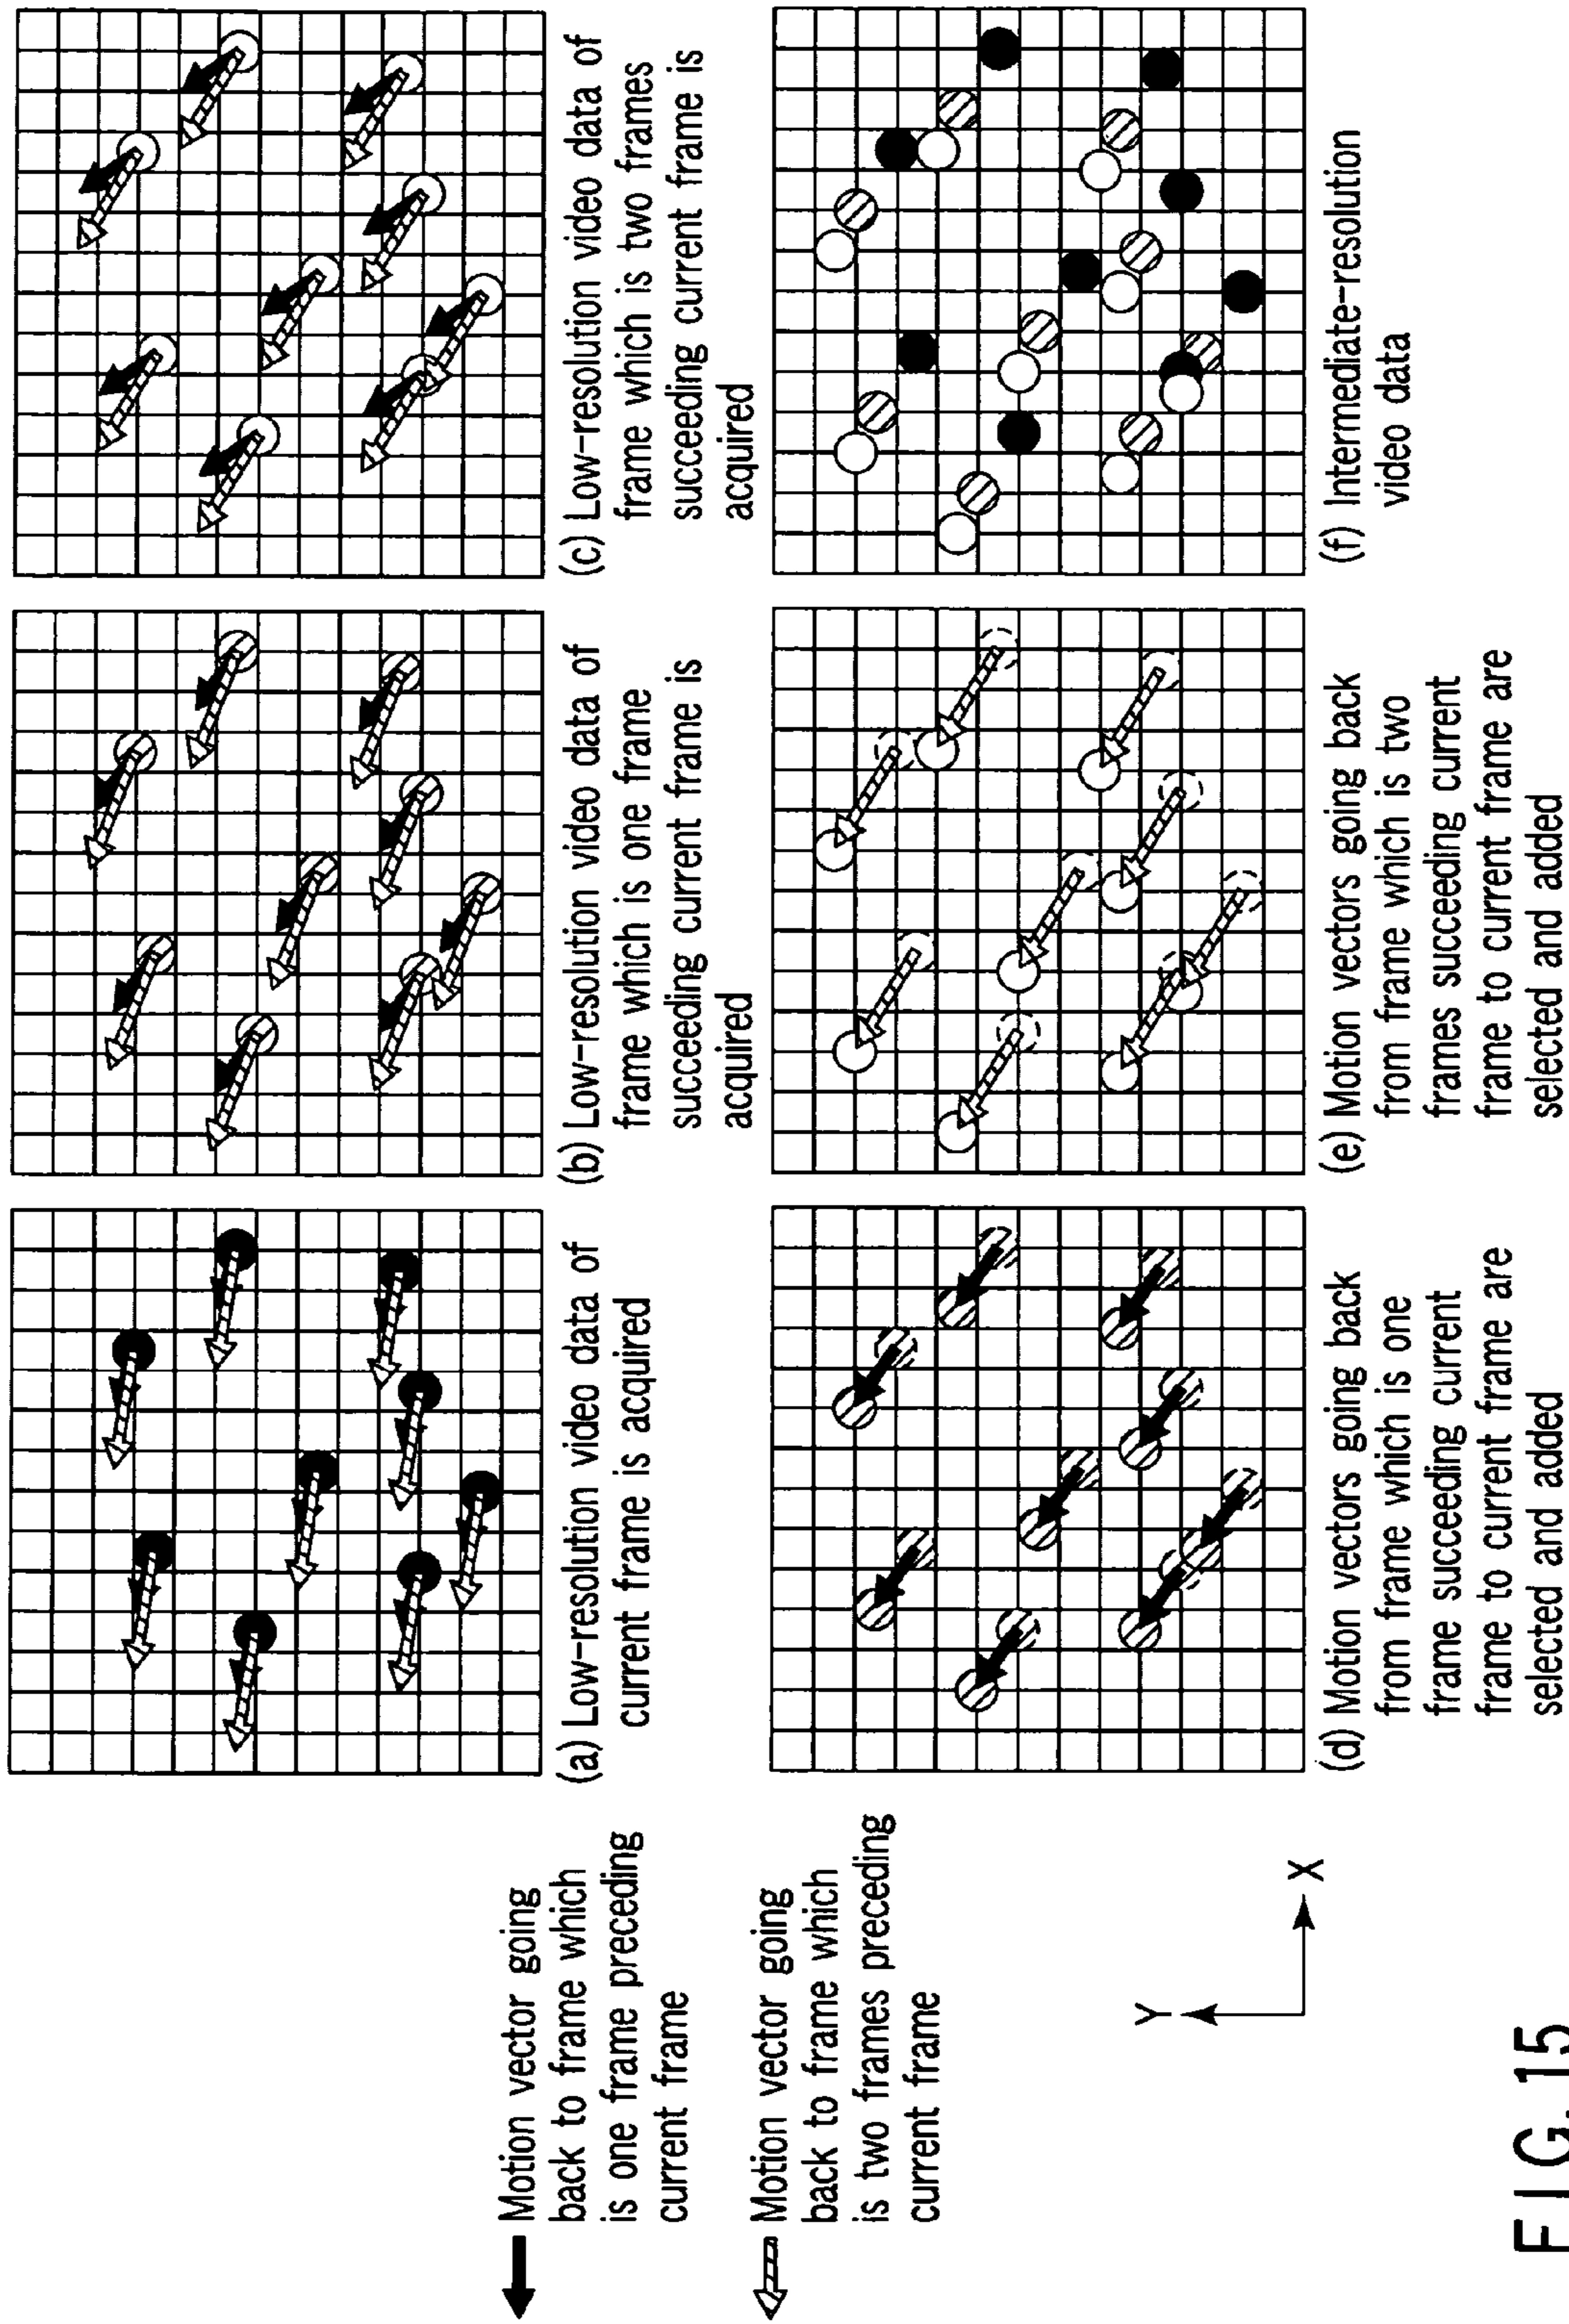 Motion vector going
back to frame which
is one frame preceding
current frame
Motion vector going
back to frame which
is two frames preceding
current frame
Y
X
(a) Low-resolution video data of
current frame is acquired
(b) Low-resolution video data of
frame which is one frame
succeeding current frame is
acquired
(c) Low-resolution video data of
frame which is two frames
succeeding current frame is
acquired
(d) Motion vectors going back
from frame which is one
frame succeeding current
frame to current frame are
selected and added
(e) Motion vectors going back
from frame which is two
frames succeeding current
frame to current frame are
selected and added
(f) Intermediate-resolution
video data
FIG. 15